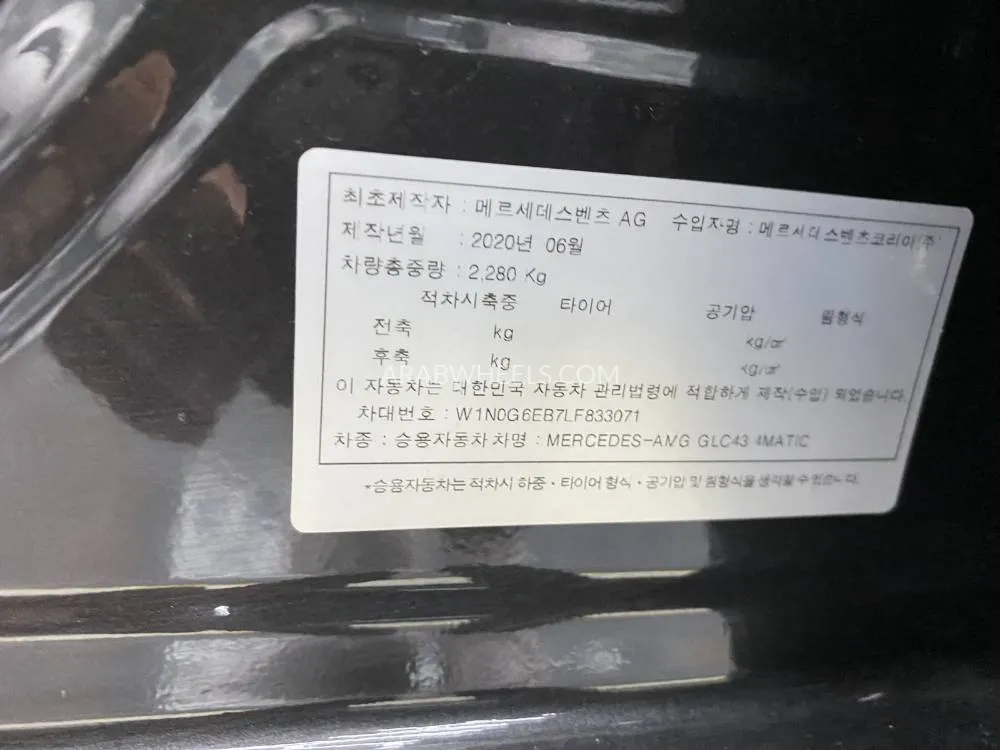 최초제작자 : 메르세데스벤츠 AG 수입자명 : 메르세데스벤츠코리아(주)
제작년월 : 2020년 06월
차량총중량 : 2,280 Kg
적차시축중 타이어 공기압 림형식
전축 kg kg/㎠
후축 kg kg/㎠
ARABWHEELS.COM
이 자동차는 대한민국 자동차 관리법령에 적합하게 제작(수입) 되었습니다.
차대번호 : W1N0G6EB7LF833071
차종 : 승용자동차 차명 : MERCEDES-AMG GLC43 4MATIC
*승용자동차는 적차시 하중・타이어 형식・공기압 및 림형식을 생략할 수 있습니다.